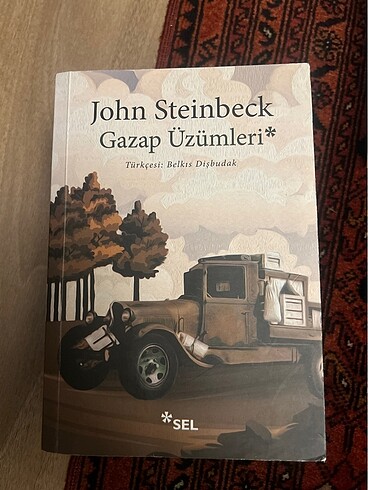 John Steinbeck
Gazap Üzümleri*
Türkçesi: Belkıs Dişbudak
*SEL